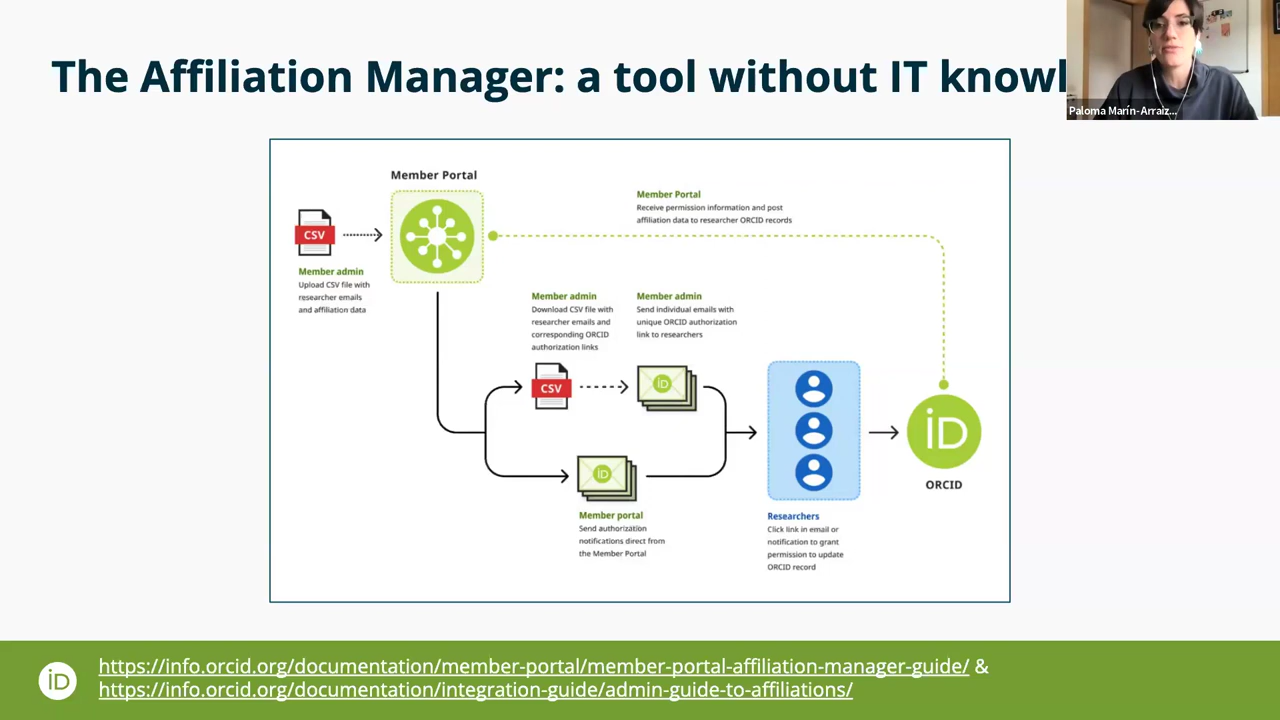 The Affiliation Manager: a tool without IT knowl
Paloma Marín-Arraiz...
Member Portal
CSV
Member admin
Upload CSV file with
researcher emails
and affiliation data
Member Portal
Receive permission information and post
affiliation data to researcher ORCID records
Member admin
Download CSV file with
researcher emails and
corresponding ORCID
authorization links
Member admin
Send individual emails with
unique ORCID authorization
link to researchers
CSV
iD
iD
Member portal
Send authorization
notifications direct from
the Member Portal
Researchers
Click link in email or
notification to grant
permission to update
ORCID record
iD
ORCID
iD
https://info.orcid.org/documentation/member-portal/member-portal-affiliation-manager-guide/ &
https://info.orcid.org/documentation/integration-guide/admin-guide-to-affiliations/